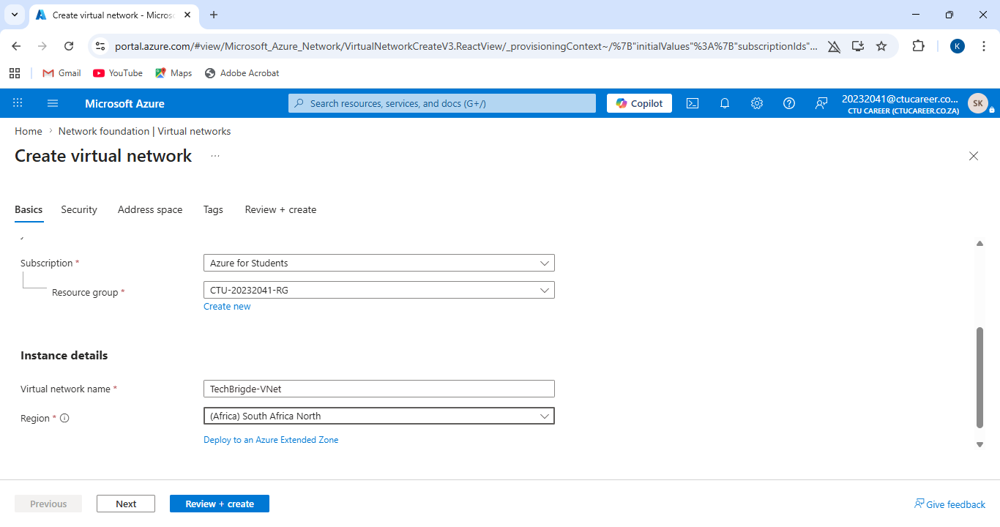 Create virtual network - Micros
portal.azure.com/#view/Microsoft_Azure_Network/VirtualNetworkCreateV3.ReactView/_provisioningContext~/%7B"initialValues"%3A%7B"subscriptionIds"...
K
Gmail
YouTube
Maps
Adobe Acrobat
Microsoft Azure
Search resources, services, and docs (G+/)
Copilot
20232041@ctucareer.co....
CTU CAREER (CTUCAREER.CO.ZA)
SK
Home > Network foundation | Virtual networks
Create virtual network ...
Basics
Security
Address space
Tags
Review + create
Subscription *
Azure for Students
Resource group *
CTU-20232041-RG
Create new
Instance details
Virtual network name *
TechBrigde-VNet
Region *
(Africa) South Africa North
Deploy to an Azure Extended Zone
Previous
Next
Review + create
Give feedback